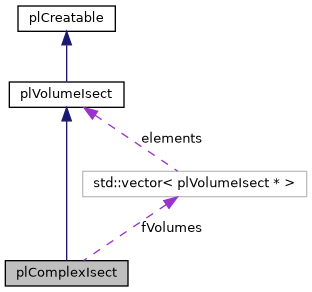 plCreatable
plVolumeIsect
elements
std::vector< plVolumeIsect * >
fVolumes
plComplexIsect